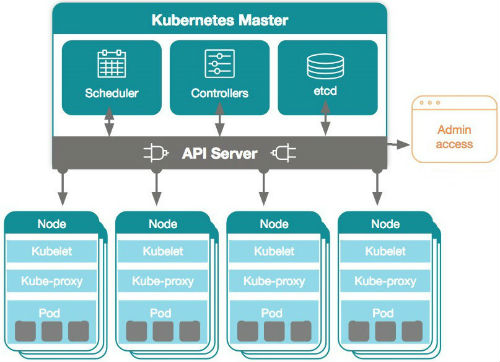 Kubernetes Master
Scheduler
Controllers
etcd
API Server
Admin
access
Node
Kubelet
Kube-proxy
Pod
Node
Kubelet
Kube-proxy
Pod
Node
Kubelet
Kube-proxy
Pod
Node
Kubelet
Kube-proxy
Pod